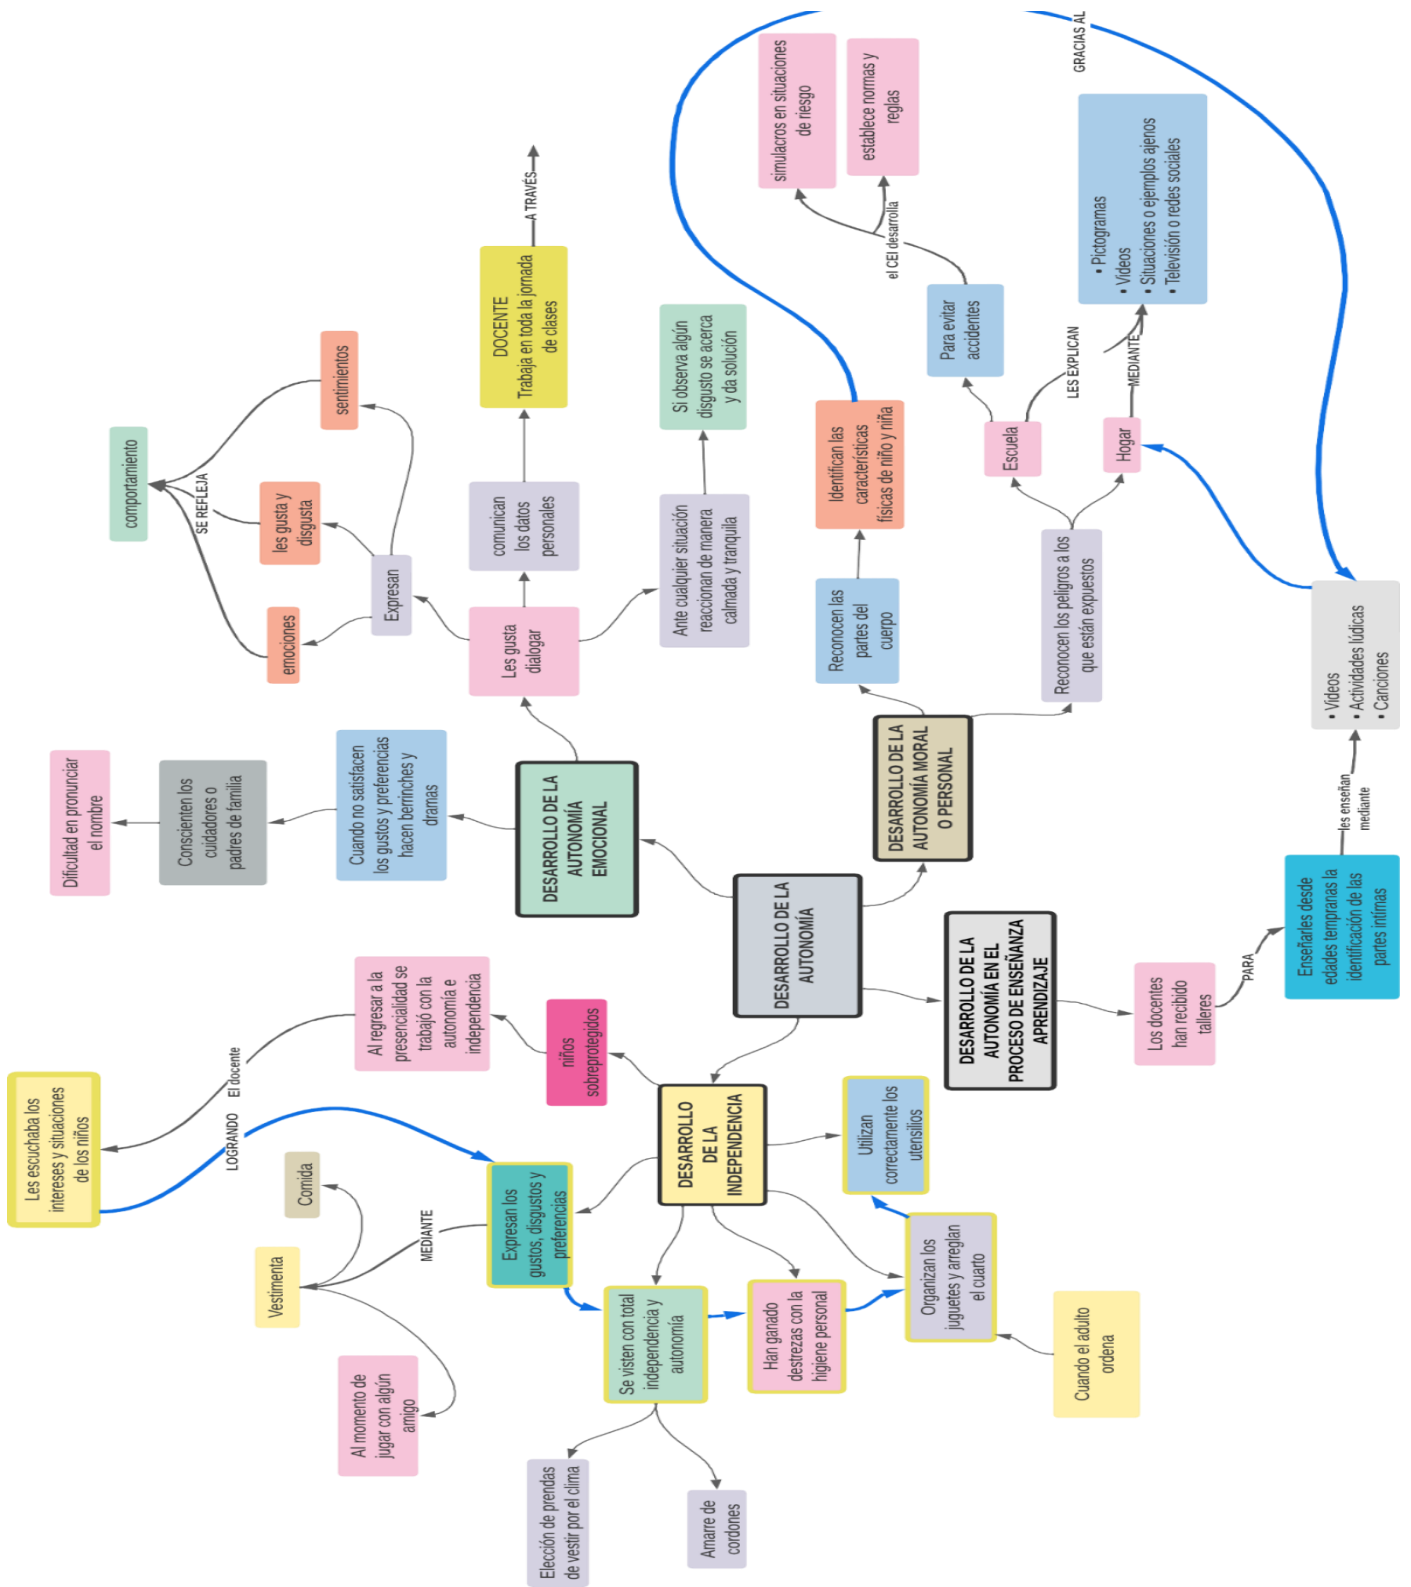 Les escuchaba los
intereses y situaciones
de los niños
El docente
LOGRANDO
Al regresar a la
presencialidad se
trabajó con la
autonomía e
independencia
niños
sobreprotegidos
Comida
Vestimenta
Al momento de
jugar con algún
amigo
MEDIANTE
Expresan los
gustos, disgustos y
preferencias
DESARROLLO
DE LA
INDEPENDENCIA
Se visten con total
independencia y
autonomía
Elección de prendas
de vestir por el clima
Amarre de
cordones
Han ganado
destrezas con la
higiene personal
Organizan los
juguetes y arreglan
el cuarto
Cuando el adulto
ordena
Utilizan
correctamente los
utensilios
Dificultad en pronunciar
el nombre
Conscienten los
cuidadores o
padres de familia
Cuando no satisfacen
los gustos y preferencias
hacen berrinches y
dramas
DESARROLLO DE LA
AUTONOMÍA
EMOCIONAL
DESARROLLO DE LA
AUTONOMÍA
comportamiento
SE REFLEJA
emociones
les gusta y
disgusta
sentimientos
Expresan
Les gusta
dialogar
comunican
los datos
personales
DOCENTE
Trabaja en toda la jornada
de clases
A TRAVÉS
Ante cualquier situación
reaccionan de manera
calmada y tranquila
Si observa algún
disgusto se acerca
y da solución
DESARROLLO DE LA
AUTONOMÍA MORAL
O PERSONAL
Reconocen las
partes del
cuerpo
Identifican las
características
físicas de niño y niña
GRACIAS AL
Reconocen los peligros a los
que están expuestos
Escuela
Hogar
Para evitar
accidentes
el CEI desarrolla
simulacros en situaciones
de riesgo
establece normas y
reglas
LES EXPLICAN
MEDIANTE
• Pictogramas
• Vídeos
• Situaciones o ejemplos ajenos
• Televisión o redes sociales
DESARROLLO DE LA
AUTONOMÍA EN EL
PROCESO DE ENSEÑANZA
APRENDIZAJE
Los docentes
han recibido
talleres
PARA
Enseñarles desde
edades tempranas la
identificación de las
partes intimas
les enseñan
mediante
• Vídeos
• Actividades lúdicas
• Canciones